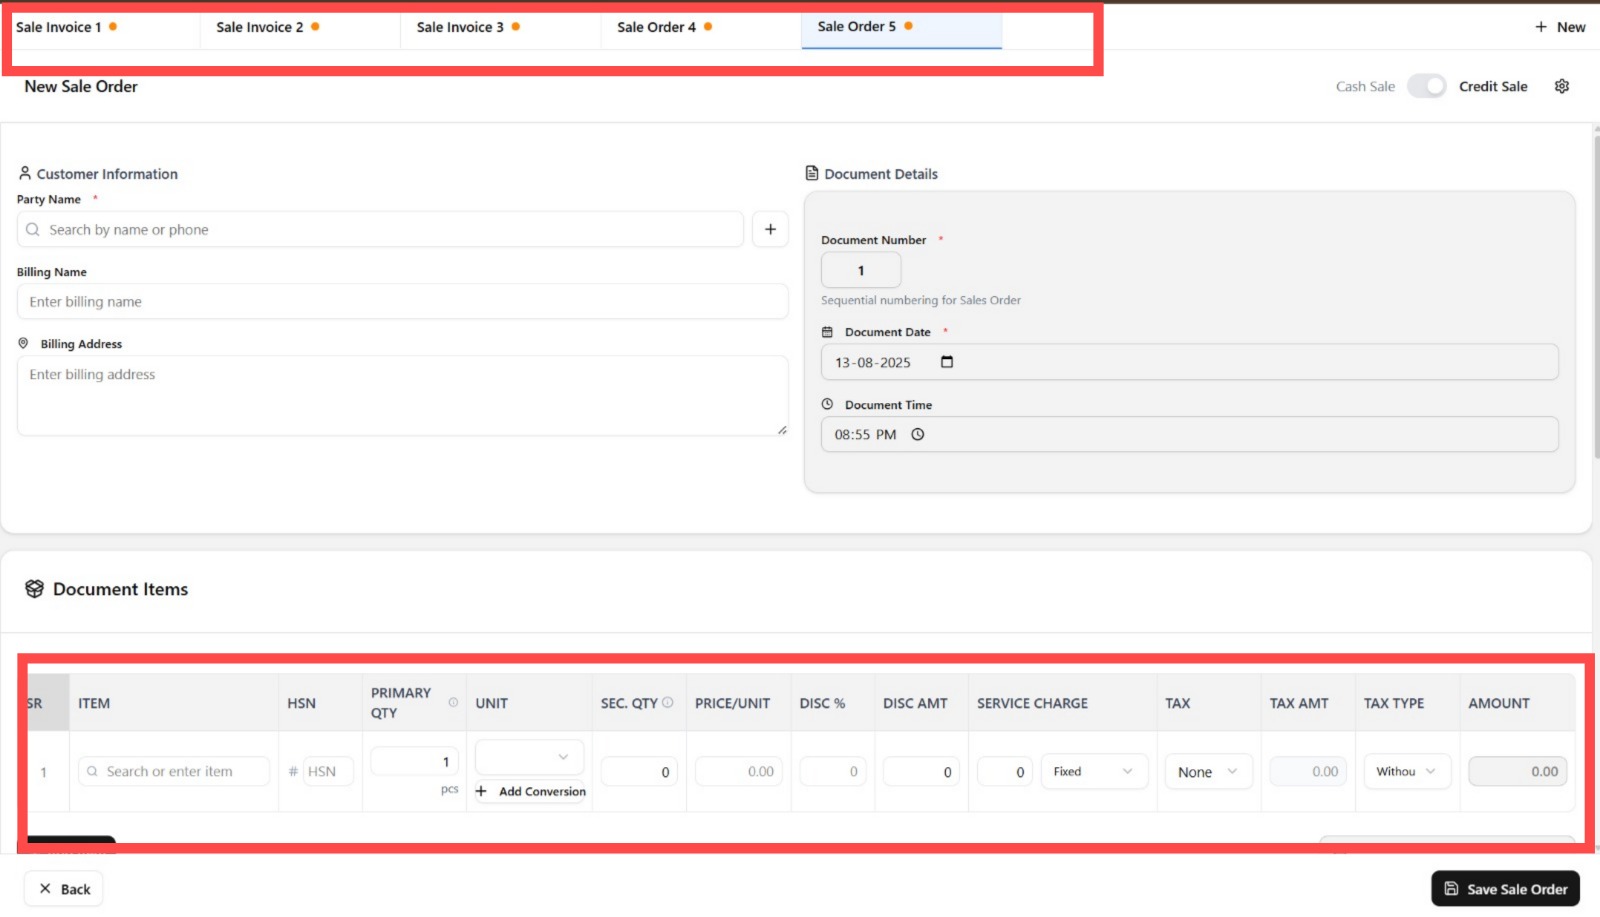 Sale Invoice 1
Sale Invoice 2
Sale Invoice 3
Sale Order 4
Sale Order 5
+ New
New Sale Order
Cash Sale
Credit Sale
Customer Information
Party Name *
Search by name or phone
+
Billing Name
Enter billing name
Billing Address
Enter billing address
Document Details
Document Number *
1
Sequential numbering for Sales Order
Document Date *
13-08-2025
Document Time
08:55 PM
Document Items
SR ITEM HSN PRIMARY QTY UNIT SEC. QTY PRICE/UNIT DISC % DISC AMT SERVICE CHARGE TAX TAX AMT TAX TYPE AMOUNT
1 Search or enter item # HSN 1 0 0.00 0 0 0 Fixed None 0.00 Withou 0.00
pcs + Add Conversion
Back
Save Sale Order